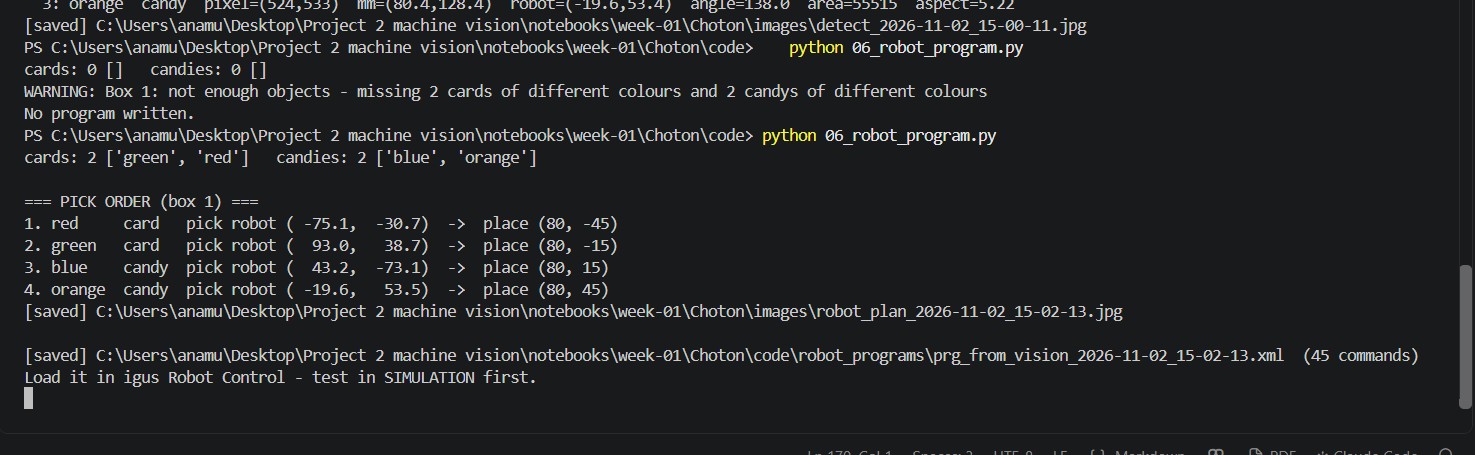 3: orange  candy  pixel=(524,533)  mm=(80.4,128.4)  robot=(-19.6,53.4)  angle=138.0  area=55515  aspect=5.22
[saved] C:\Users\anamu\Desktop\Project 2 machine vision\notebooks\week-01\Choton\images\detect_2026-11-02_15-00-11.jpg
PS C:\Users\anamu\Desktop\Project 2 machine vision\notebooks\week-01\Choton\code>    python 06_robot_program.py
cards: 0 []   candies: 0 []
WARNING: Box 1: not enough objects - missing 2 cards of different colours and 2 candys of different colours
No program written.
PS C:\Users\anamu\Desktop\Project 2 machine vision\notebooks\week-01\Choton\code> python 06_robot_program.py
cards: 2 ['green', 'red']   candies: 2 ['blue', 'orange']
=== PICK ORDER (box 1) ===
1. red     card   pick robot ( -75.1,  -30.7)  ->  place (80, -45)
2. green   card   pick robot (  93.0,   38.7)  ->  place (80, -15)
3. blue    candy  pick robot (  43.2,  -73.1)  ->  place (80, 15)
4. orange  candy  pick robot ( -19.6,   53.5)  ->  place (80, 45)
[saved] C:\Users\anamu\Desktop\Project 2 machine vision\notebooks\week-01\Choton\images\robot_plan_2026-11-02_15-02-13.jpg
[saved] C:\Users\anamu\Desktop\Project 2 machine vision\notebooks\week-01\Choton\code\robot_programs\prg_from_vision_2026-11-02_15-02-13.xml  (45 commands)
Load it in igus Robot Control - test in SIMULATION first.